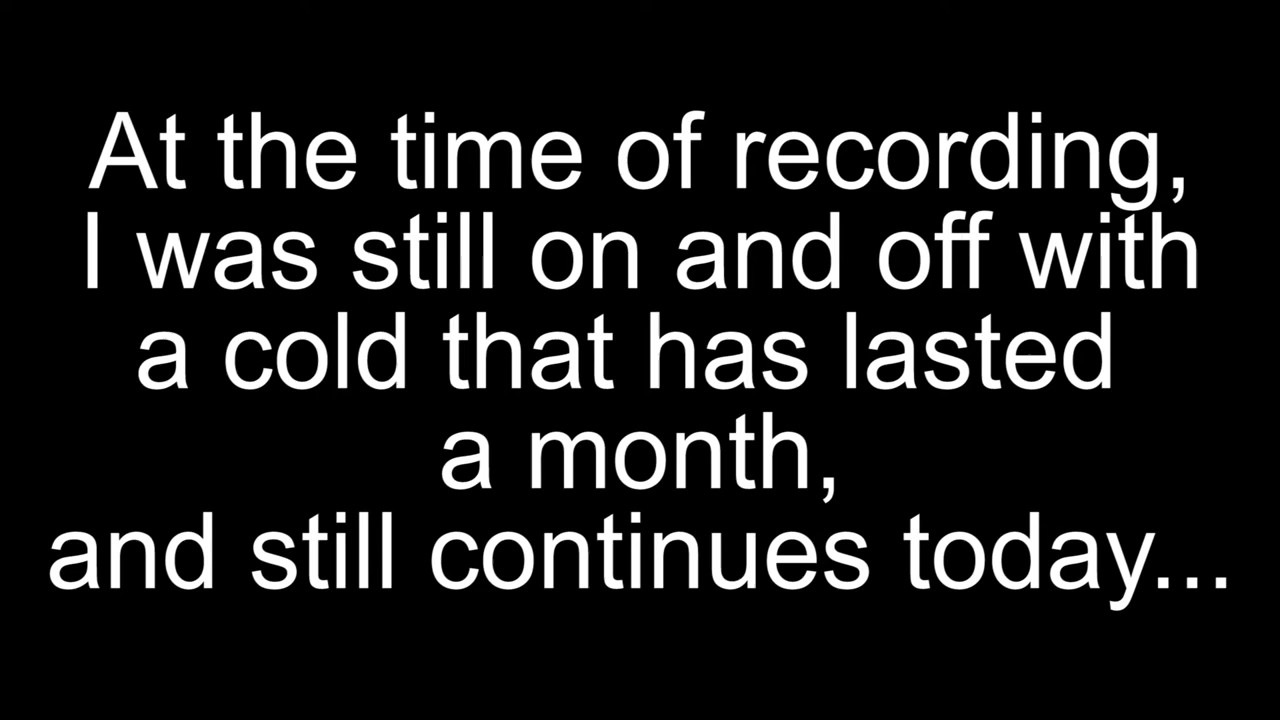 At the time of recording,
I was still on and off with
a cold that has lasted
a month,
and still continues today...